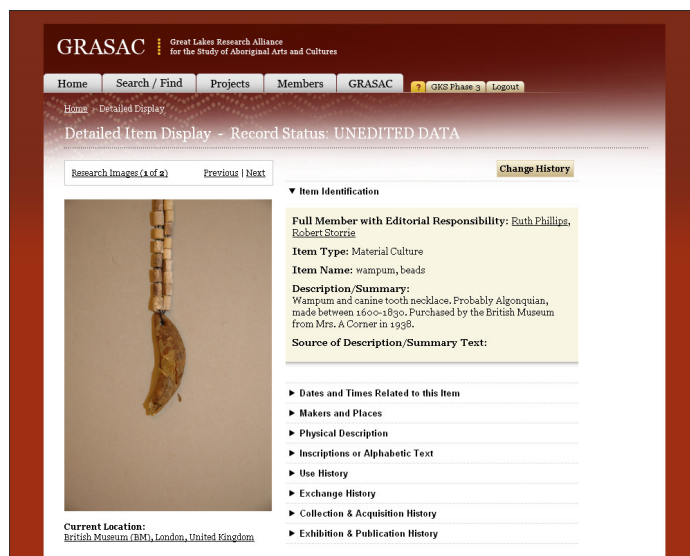 GRASAC
Great Lakes Research Alliance
for the Study of Aboriginal Arts and Cultures
Home
Search / Find
Projects
Members
GRASAC
?
GKS Phase 3
Logout
Home > Detailed Display
Detailed Item Display - Record Status: UNEDITED DATA
Research Images (1 of 2)
Previous | Next
Change History
▼ Item Identification
Full Member with Editorial Responsibility: Ruth Phillips,
Robert Storrie
Item Type: Material Culture
Item Name: wampum, beads
Description/Summary:
Wampum and canine tooth necklace. Probably Algonquian,
made between 1600-1830. Purchased by the British Museum
from Mrs. A Corner in 1938.
Source of Description/Summary Text:
► Dates and Times Related to this Item
► Makers and Places
► Physical Description
► Inscriptions or Alphabetic Text
► Use History
► Exchange History
► Collection & Acquisition History
► Exhibition & Publication History
Current Location:
British Museum (BM), London, United Kingdom